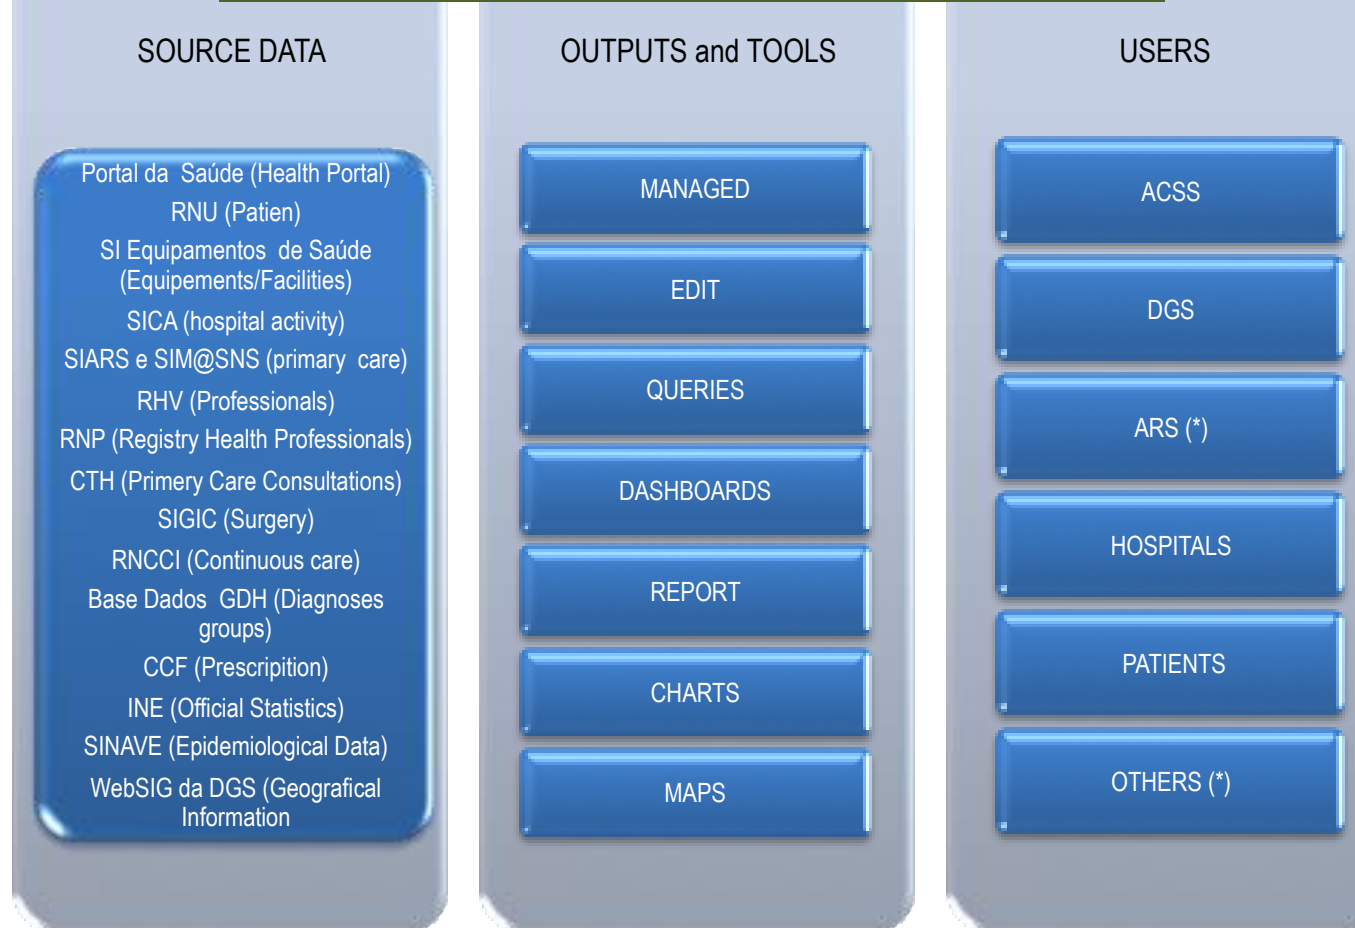 SOURCE DATA
Portal da Saúde (Health Portal)
RNU (Patien)
SI Equipamentos de Saúde
(Equipements/Facilities)
SICA (hospital activity)
SIARS e SIM@SNS (primary care)
RHV (Professionals)
RNP (Registry Health Professionals)
CTH (Primery Care Consultations)
SIGIC (Surgery)
RNCCI (Continuous care)
Base Dados GDH (Diagnoses
groups)
CCF (Prescripition)
INE (Official Statistics)
SINAVE (Epidemiological Data)
WebSIG da DGS (Geografical
Information
OUTPUTS and TOOLS
MANAGED
EDIT
QUERIES
DASHBOARDS
REPORT
CHARTS
MAPS
USERS
ACSS
DGS
ARS (*)
HOSPITALS
PATIENTS
OTHERS (*)